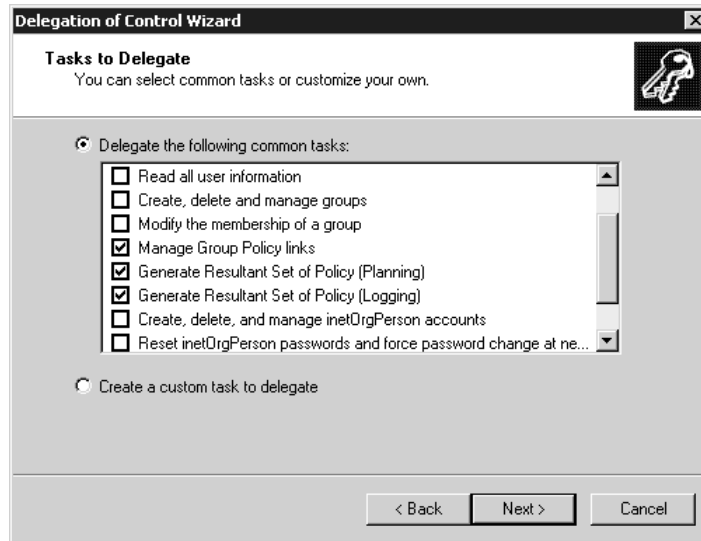 Delegation of Control Wizard
Tasks to Delegate
You can select common tasks or customize your own.
Delegate the following common tasks:
Read all user information
Create, delete and manage groups
Modify the membership of a group
Manage Group Policy links
Generate Resultant Set of Policy (Planning)
Generate Resultant Set of Policy (Logging)
Create, delete, and manage inetOrgPerson accounts
Reset inetOrgPerson passwords and force password change at ne...
Create a custom task to delegate
< Back Next > Cancel